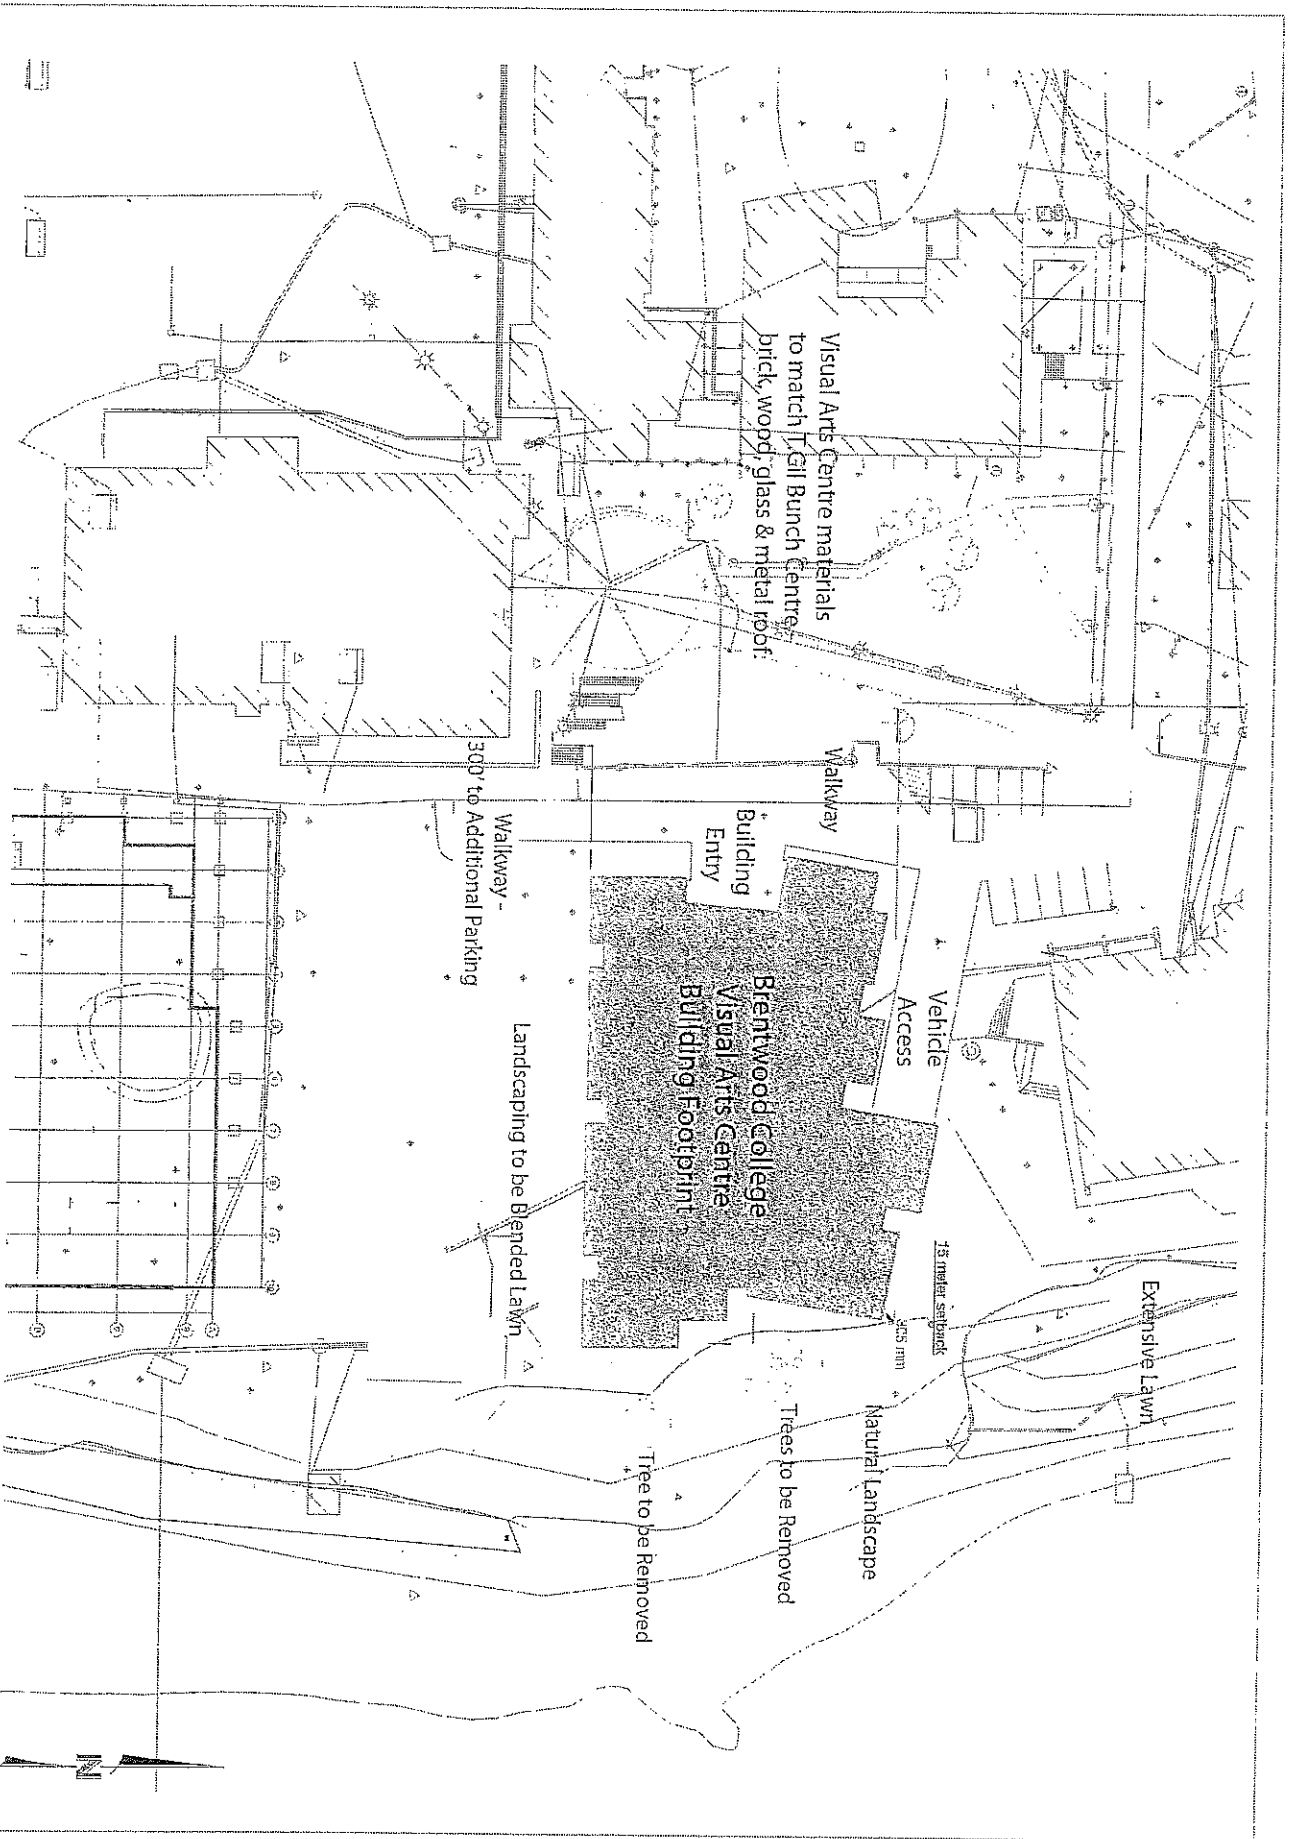 Visual Arts Centre materials
to match T. Gil Bunch Centre
brick, wood, glass & metal roof.
Walkway
Building
Entry
Vehicle
Access
Brentwood College
Visual Arts Centre
Building Footprint
Walkway -
300' to Additional Parking
Landscaping to be Blended Lawn
15 meter setback
Extensive Lawn
Natural Landscape
Trees to be Removed
Tree to be Removed
N